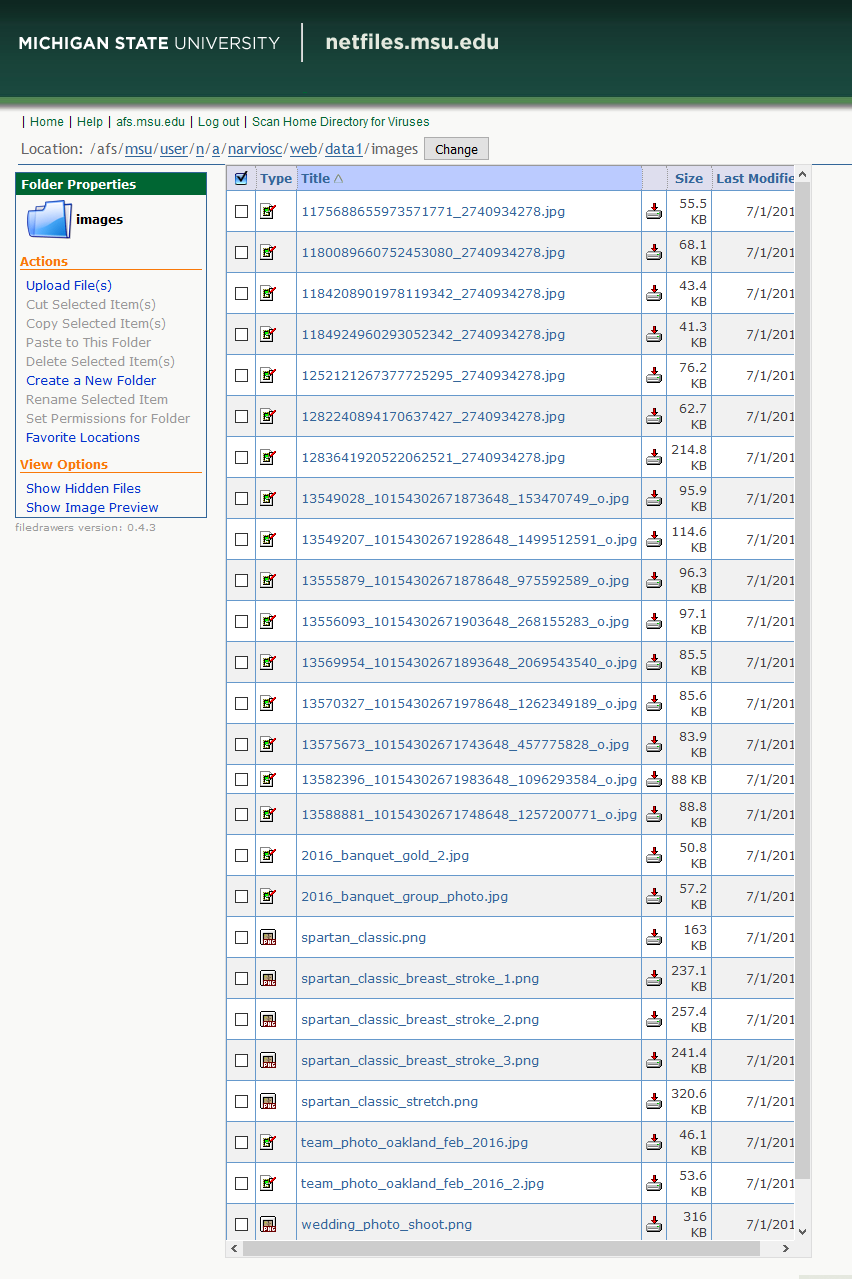 MICHIGAN STATE UNIVERSITY | netfiles.msu.edu
| Home | Help | afs.msu.edu | Log out | Scan Home Directory for Viruses
Location: /afs/msu/user/n/a/narviosc/web/data1/images Change
Folder Properties
images
Actions
Upload File(s)
Cut Selected Item(s)
Copy Selected Item(s)
Paste to This Folder
Delete Selected Item(s)
Create a New Folder
Rename Selected Item
Set Permissions for Folder
Favorite Locations
View Options
Show Hidden Files
Show Image Preview
filedrawers version: 0.4.3
Type Title Size Last Modifie
1175688655973571771_2740934278.jpg 55.5 KB 7/1/201
1180089660752453080_2740934278.jpg 68.1 KB 7/1/201
1184208901978119342_2740934278.jpg 43.4 KB 7/1/201
1184924960293052342_2740934278.jpg 41.3 KB 7/1/201
1252121267377725295_2740934278.jpg 76.2 KB 7/1/201
1282240894170637427_2740934278.jpg 62.7 KB 7/1/201
1283641920522062521_2740934278.jpg 214.8 KB 7/1/201
13549028_10154302671873648_153470749_o.jpg 95.9 KB 7/1/201
13549207_10154302671928648_1499512591_o.jpg 114.6 KB 7/1/201
13555879_10154302671878648_975592589_o.jpg 96.3 KB 7/1/201
13556093_10154302671903648_268155283_o.jpg 97.1 KB 7/1/201
13569954_10154302671893648_2069543540_o.jpg 85.5 KB 7/1/201
13570327_10154302671978648_1262349189_o.jpg 85.6 KB 7/1/201
13575673_10154302671743648_457775828_o.jpg 83.9 KB 7/1/201
13582396_10154302671983648_1096293584_o.jpg 88 KB 7/1/201
13588881_10154302671748648_1257200771_o.jpg 88.8 KB 7/1/201
2016_banquet_gold_2.jpg 50.8 KB 7/1/201
2016_banquet_group_photo.jpg 57.2 KB 7/1/201
spartan_classic.png 163 KB 7/1/201
spartan_classic_breast_stroke_1.png 237.1 KB 7/1/201
spartan_classic_breast_stroke_2.png 257.4 KB 7/1/201
spartan_classic_breast_stroke_3.png 241.4 KB 7/1/201
spartan_classic_stretch.png 320.6 KB 7/1/201
team_photo_oakland_feb_2016.jpg 46.1 KB 7/1/201
team_photo_oakland_feb_2016_2.jpg 53.6 KB 7/1/201
wedding_photo_shoot.png 316 KB 7/1/201